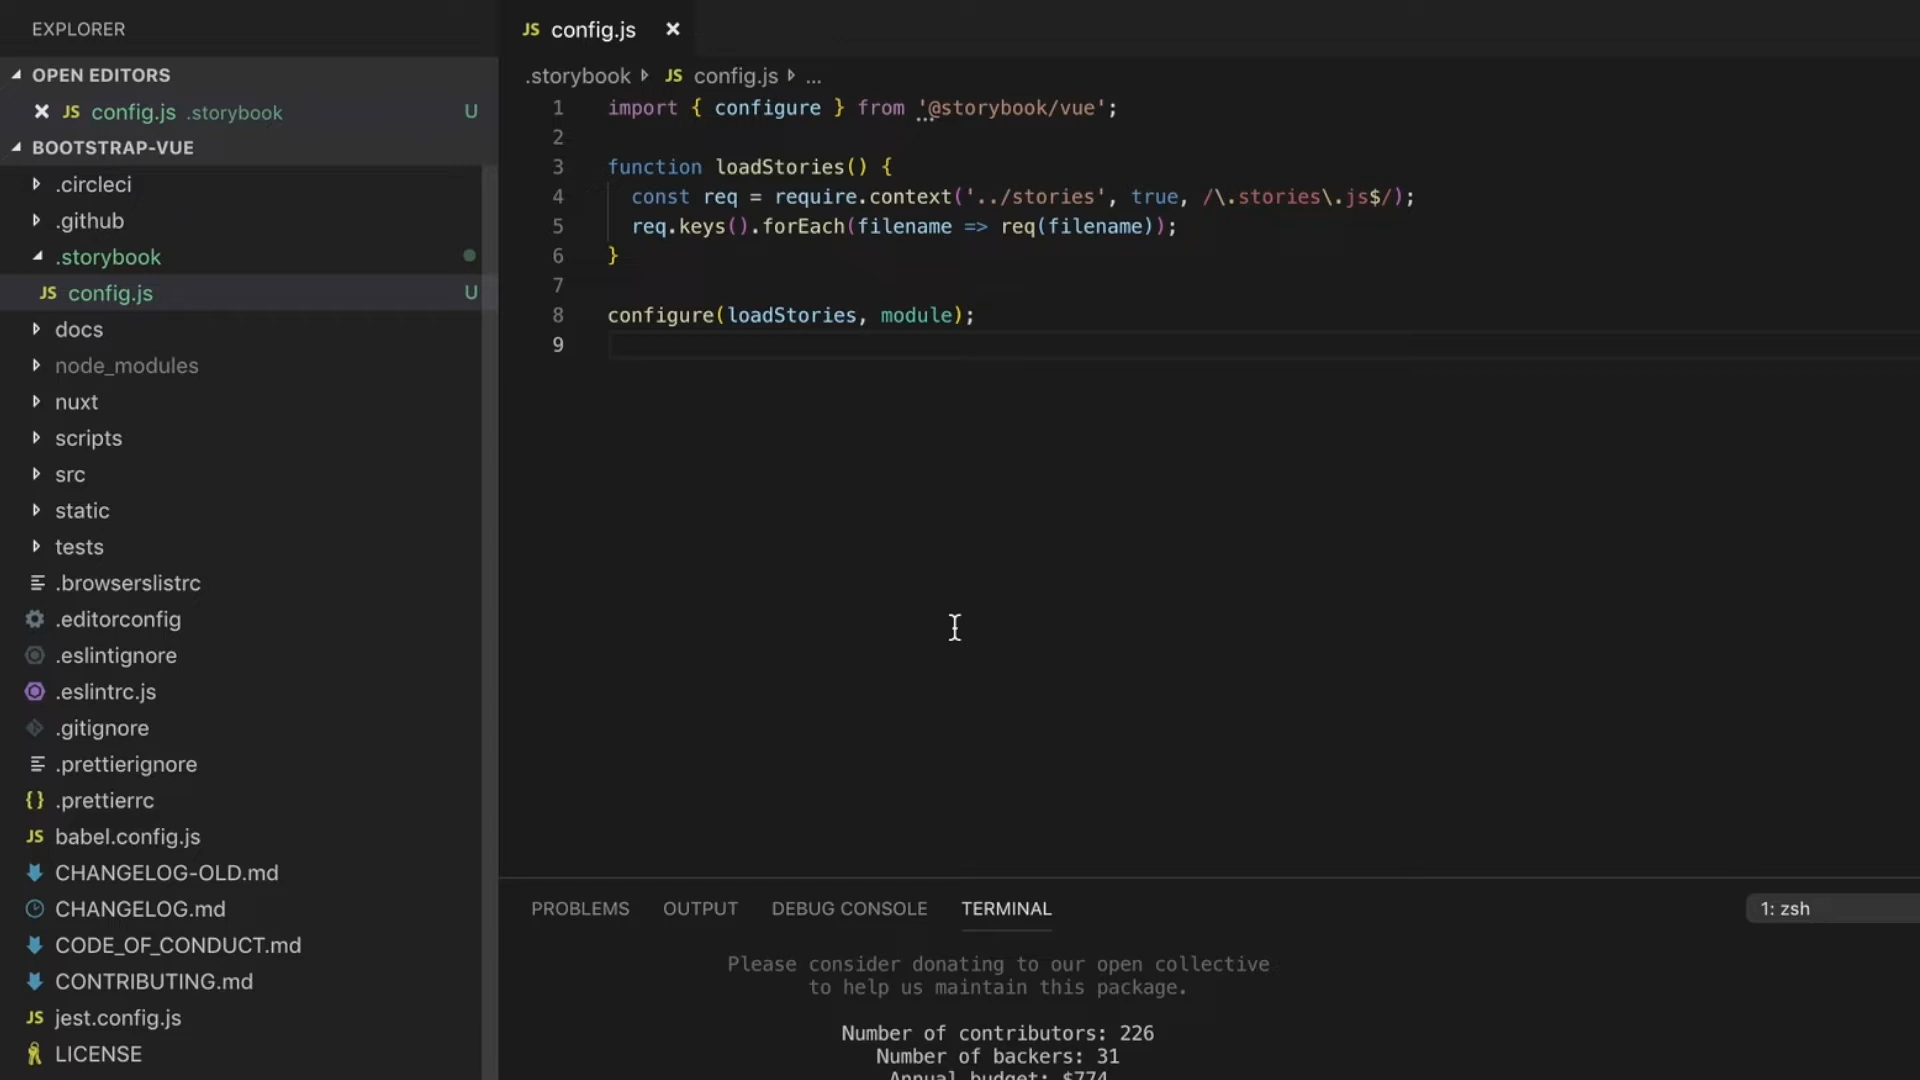 EXPLORER
OPEN EDITORS
JS config.js .storybook U
BOOTSTRAP-VUE
.circleci
.github
.storybook
JS config.js U
docs
node_modules
nuxt
scripts
src
static
tests
.browserslistrc
.editorconfig
.eslintignore
.eslintrc.js
.gitignore
.prettierignore
{ } .prettierrc
JS babel.config.js
CHANGELOG-OLD.md
CHANGELOG.md
CODE_OF_CONDUCT.md
CONTRIBUTING.md
JS jest.config.js
LICENSE
JS config.js
.storybook JS config.js ...
1 import { configure } from '@storybook/vue';
2
3 function loadStories() {
4 const req = require.context('../stories', true, /\.stories\.js$/);
5 req.keys().forEach(filename => req(filename));
6 }
7
8 configure(loadStories, module);
9
PROBLEMS OUTPUT DEBUG CONSOLE TERMINAL 1: zsh
Please consider donating to our open collective
to help us maintain this package.
Number of contributors: 226
Number of backers: 31
Annual budget: $774